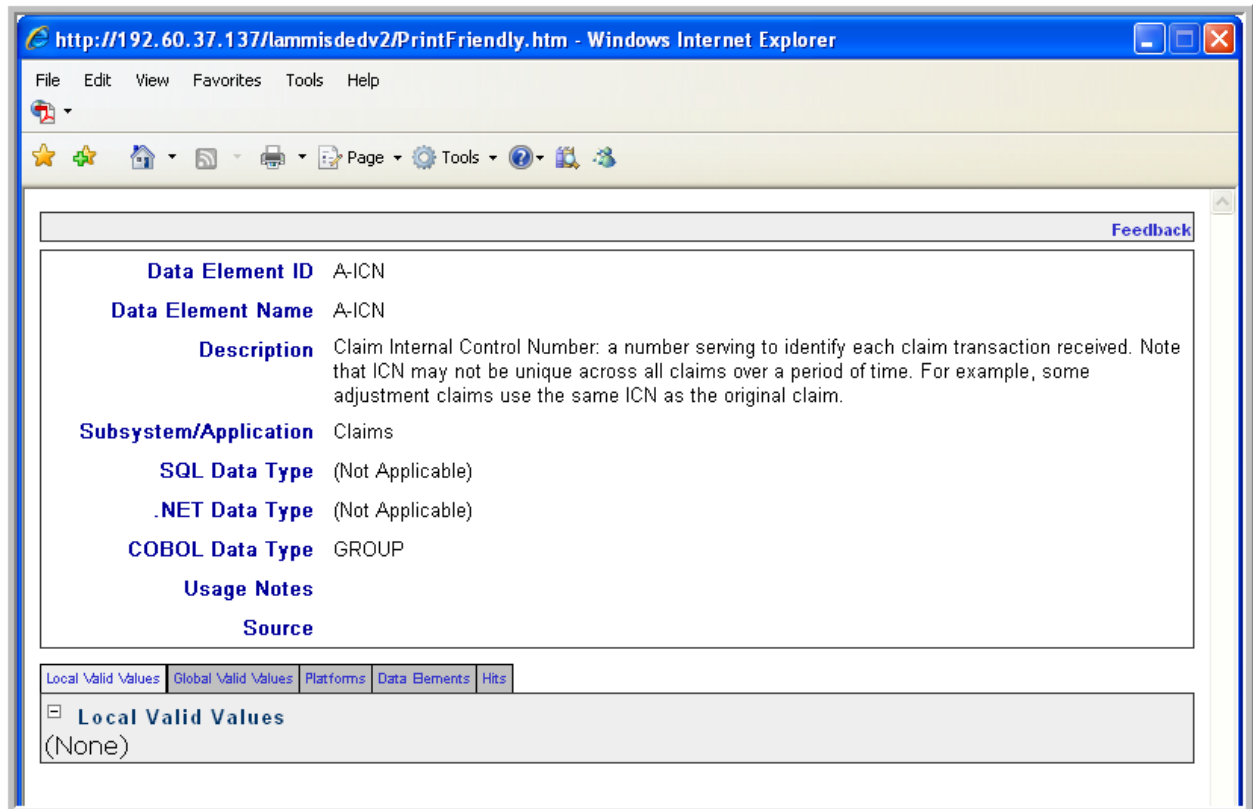 http://192.60.37.137/lammisdedv2/PrintFriendly.htm - Windows Internet Explorer
File Edit View Favorites Tools Help
Page Tools
Feedback
Data Element ID A-ICN
Data Element Name A-ICN
Description Claim Internal Control Number: a number serving to identify each claim transaction received. Note
that ICN may not be unique across all claims over a period of time. For example, some
adjustment claims use the same ICN as the original claim.
Subsystem/Application Claims
SQL Data Type (Not Applicable)
.NET Data Type (Not Applicable)
COBOL Data Type GROUP
Usage Notes
Source
Local Valid Values Global Valid Values Platforms Data Elements Hits
Local Valid Values
(None)